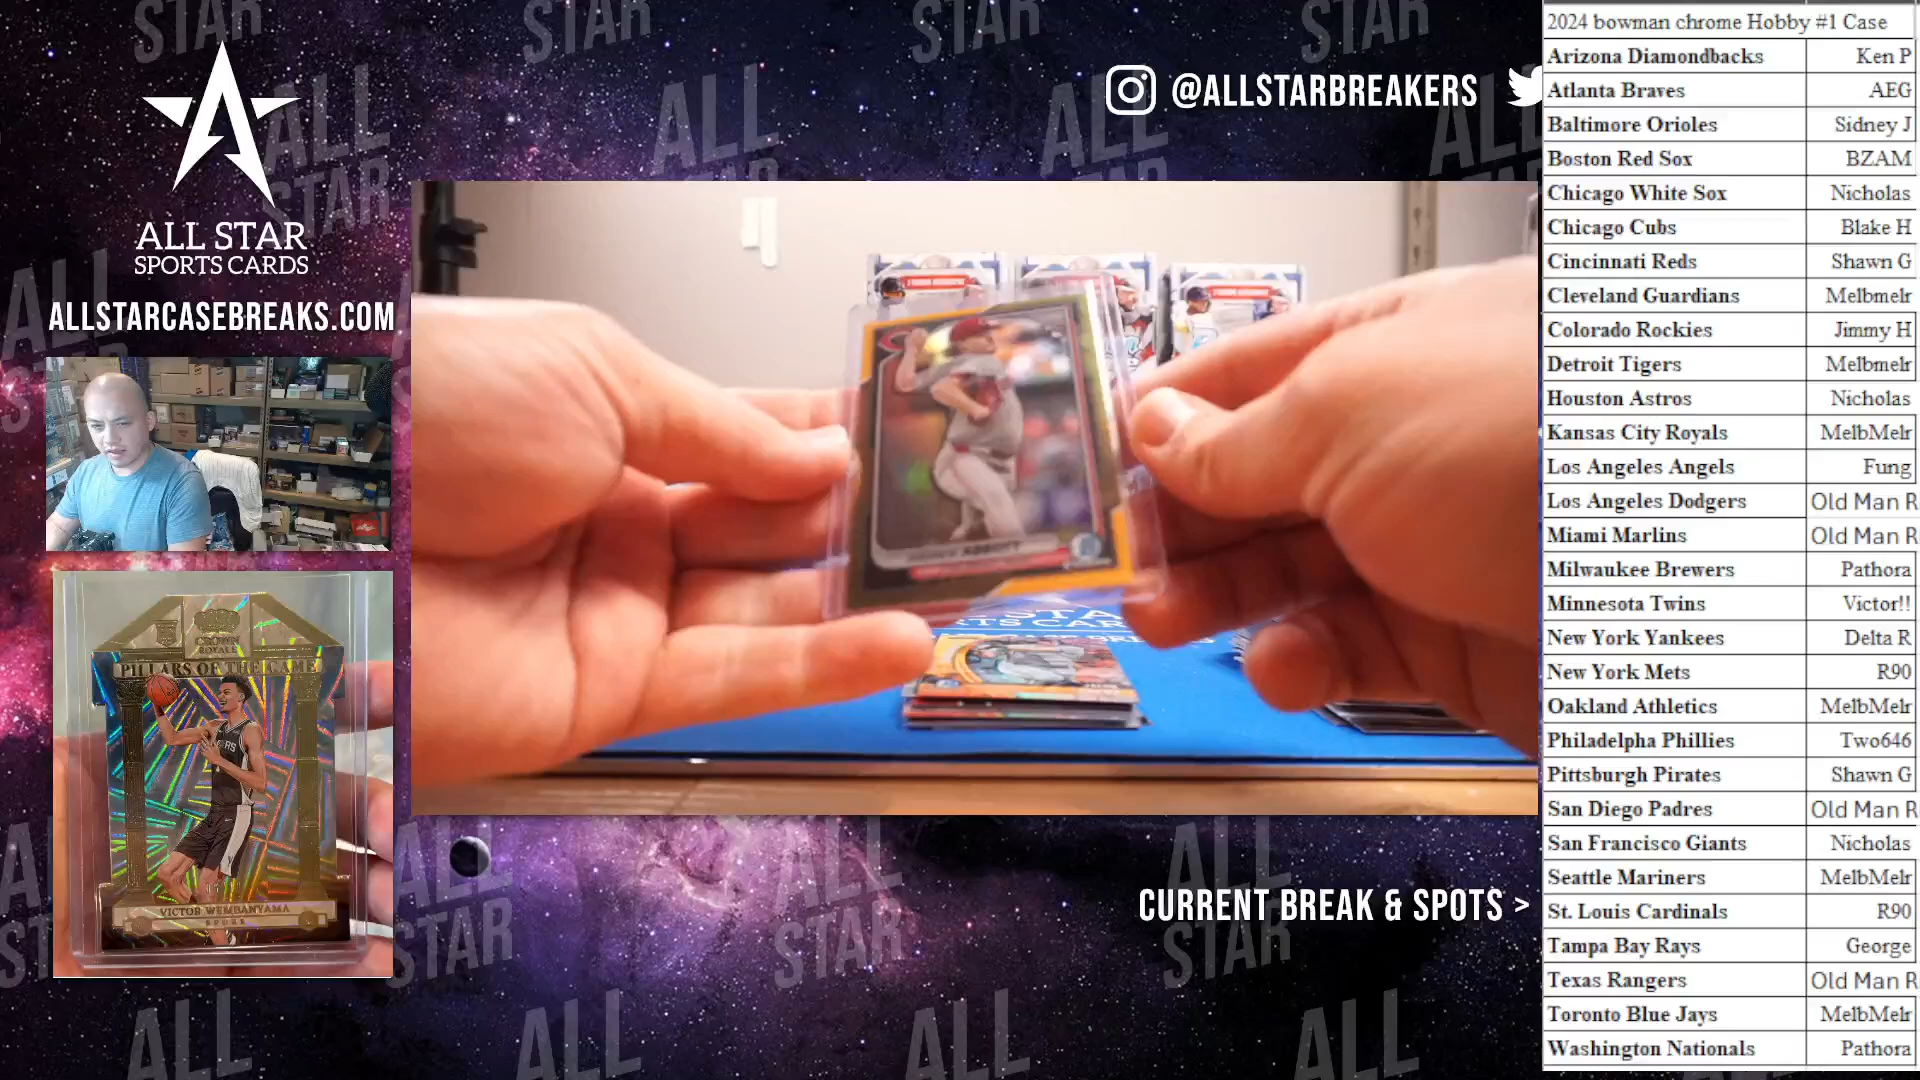 ALL STAR
SPORTS CARDS
ALLSTARCASEBREAKS.COM
@ALLSTARBREAKERS
CROWN
ROYALE
PILLARS OF THE GAME
VICTOR WEMBANYAMA
SPURS
ABBOTT
CURRENT BREAK & SPOTS >
2024 bowman chrome Hobby #1 Case
Arizona Diamondbacks Ken P
Atlanta Braves AEG
Baltimore Orioles Sidney J
Boston Red Sox BZAM
Chicago White Sox Nicholas
Chicago Cubs Blake H
Cincinnati Reds Shawn G
Cleveland Guardians Melbmelr
Colorado Rockies Jimmy H
Detroit Tigers Melbmelr
Houston Astros Nicholas
Kansas City Royals MelbMelr
Los Angeles Angels Fung
Los Angeles Dodgers Old Man R
Miami Marlins Old Man R
Milwaukee Brewers Pathora
Minnesota Twins Victor!!
New York Yankees Delta R
New York Mets R90
Oakland Athletics MelbMelr
Philadelpha Phillies Two646
Pittsburgh Pirates Shawn G
San Diego Padres Old Man R
San Francisco Giants Nicholas
Seattle Mariners MelbMelr
St. Louis Cardinals R90
Tampa Bay Rays George
Texas Rangers Old Man R
Toronto Blue Jays MelbMelr
Washington Nationals Pathora